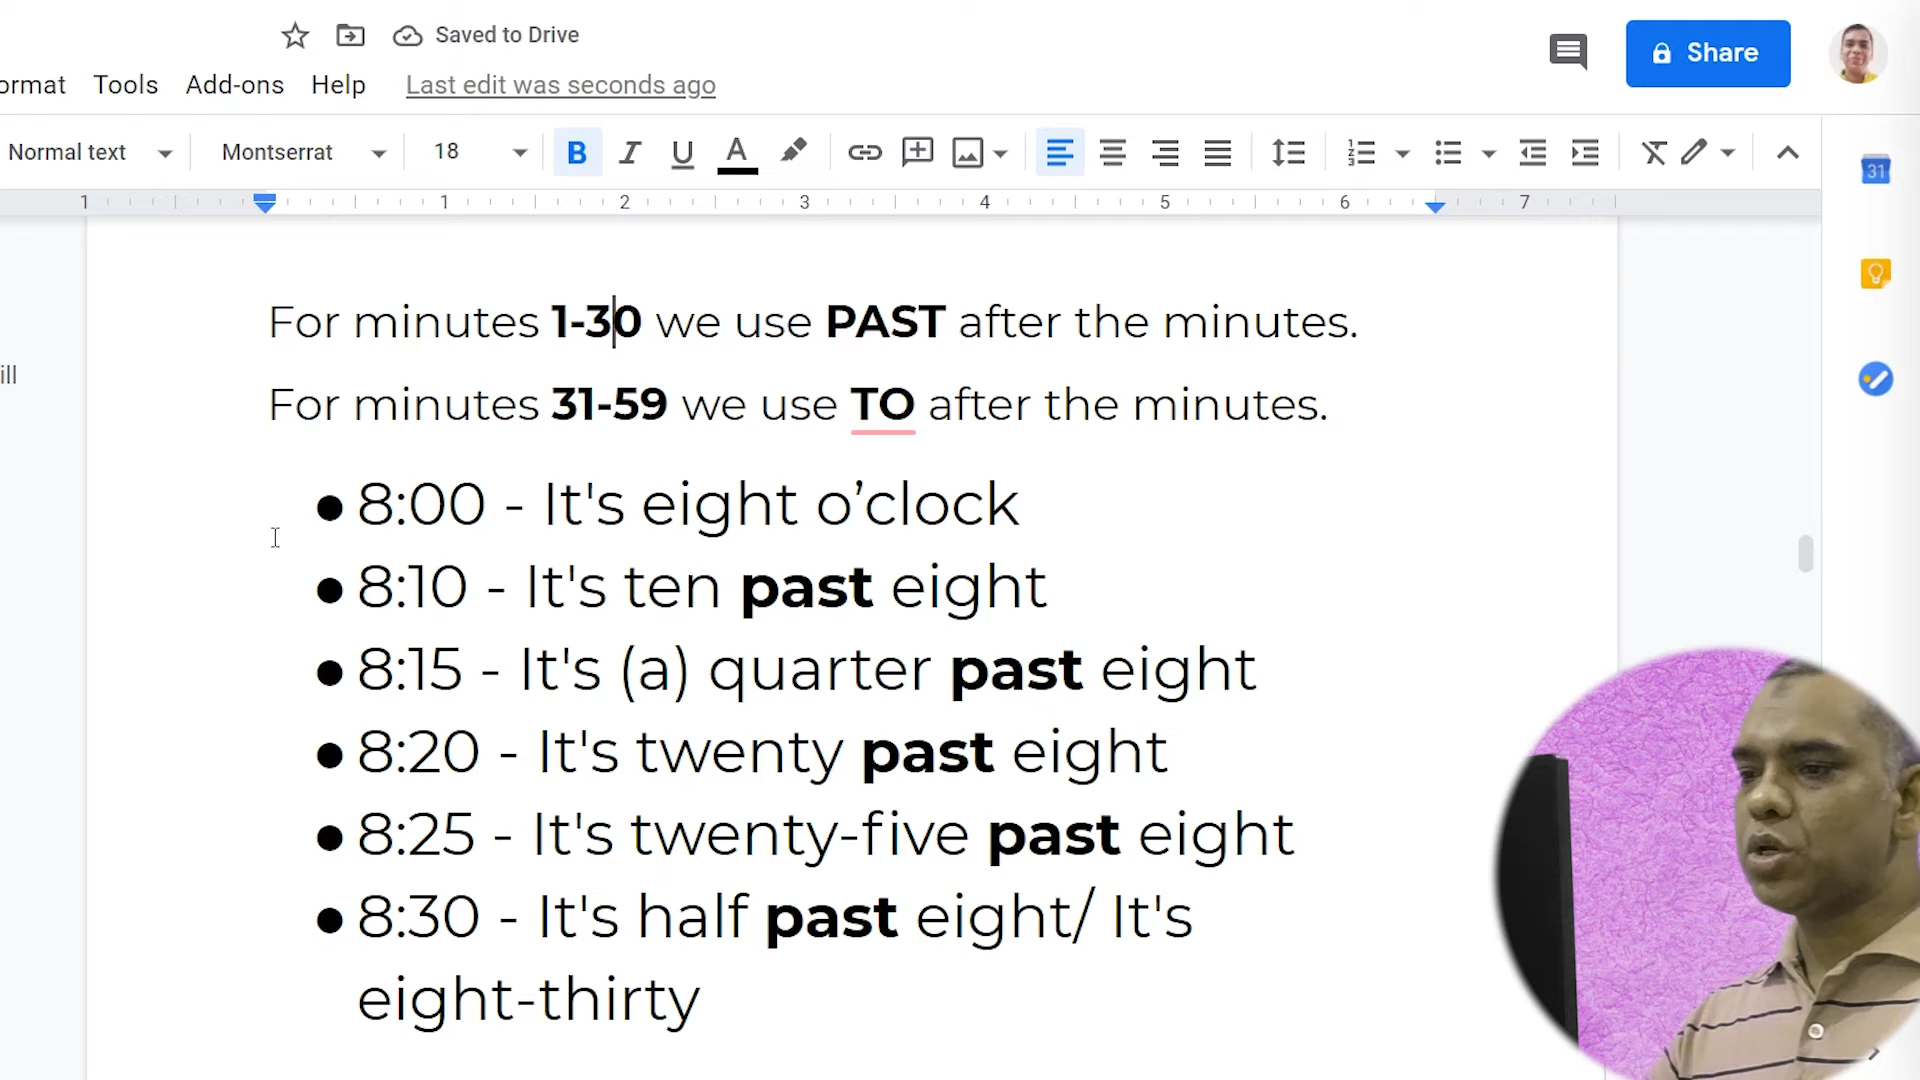 Saved to Drive
Share
ormat Tools Add-ons Help Last edit was seconds ago
Normal text Montserrat 18
1 1 2 3 4 5 6 7
31
For minutes 1-30 we use PAST after the minutes.
ill
For minutes 31-59 we use TO after the minutes.
● 8:00 - It's eight o’clock
● 8:10 - It's ten past eight
● 8:15 - It's (a) quarter past eight
● 8:20 - It's twenty past eight
● 8:25 - It's twenty-five past eight
● 8:30 - It's half past eight/ It's
eight-thirty